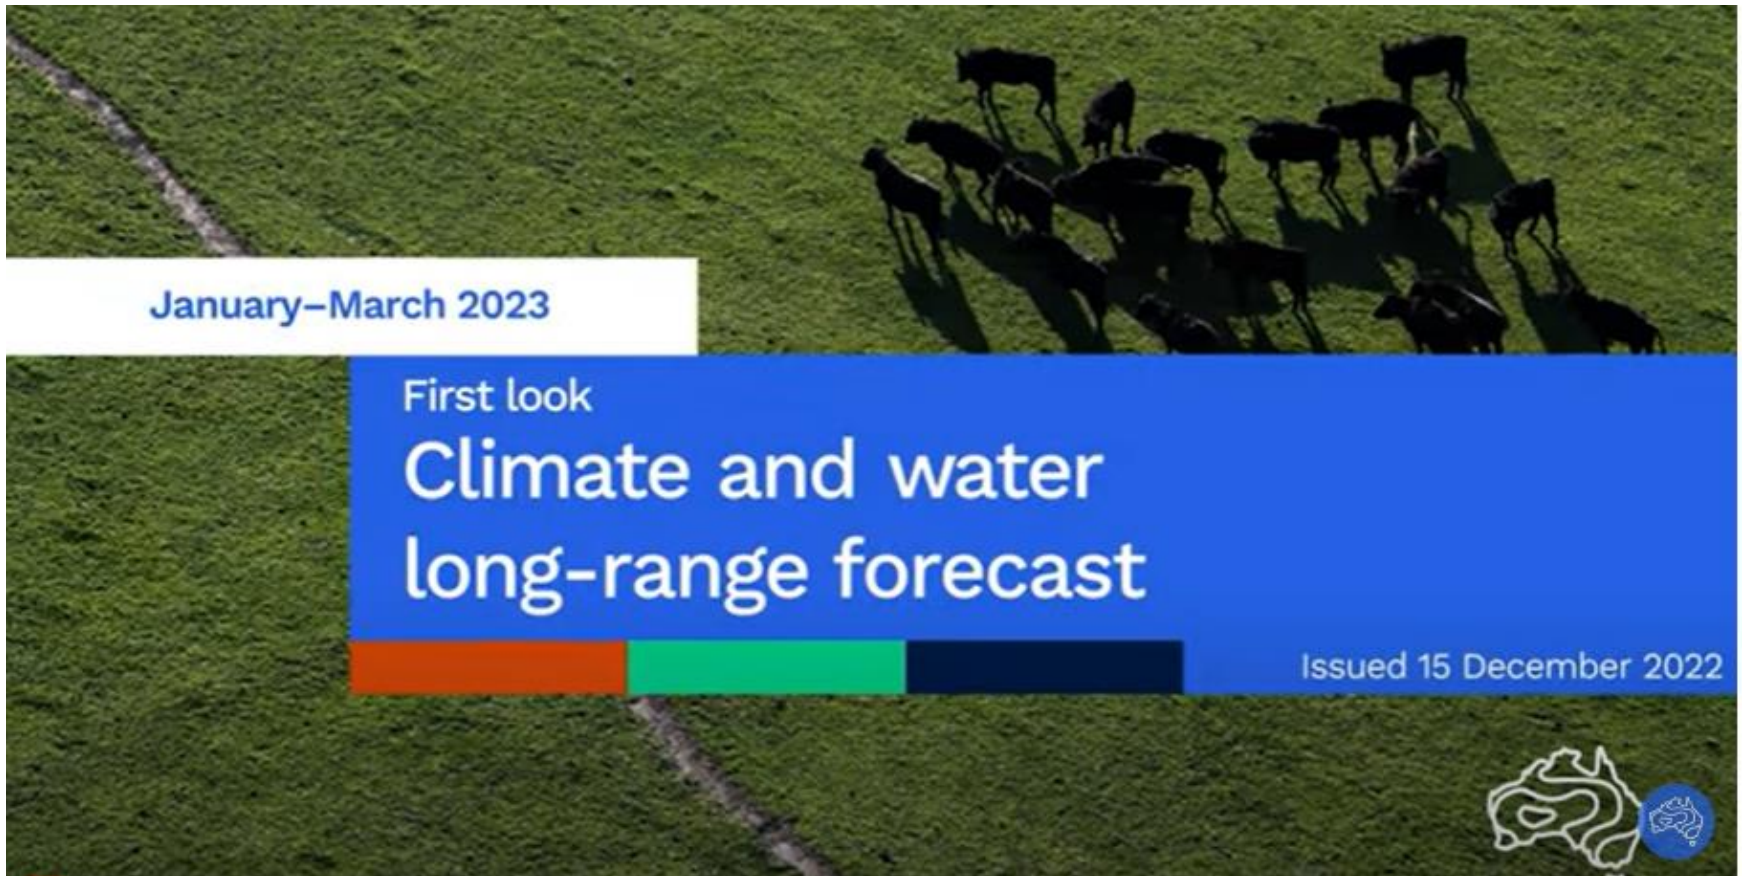 January–March 2023
First look
Climate and water
long-range forecast
Issued 15 December 2022